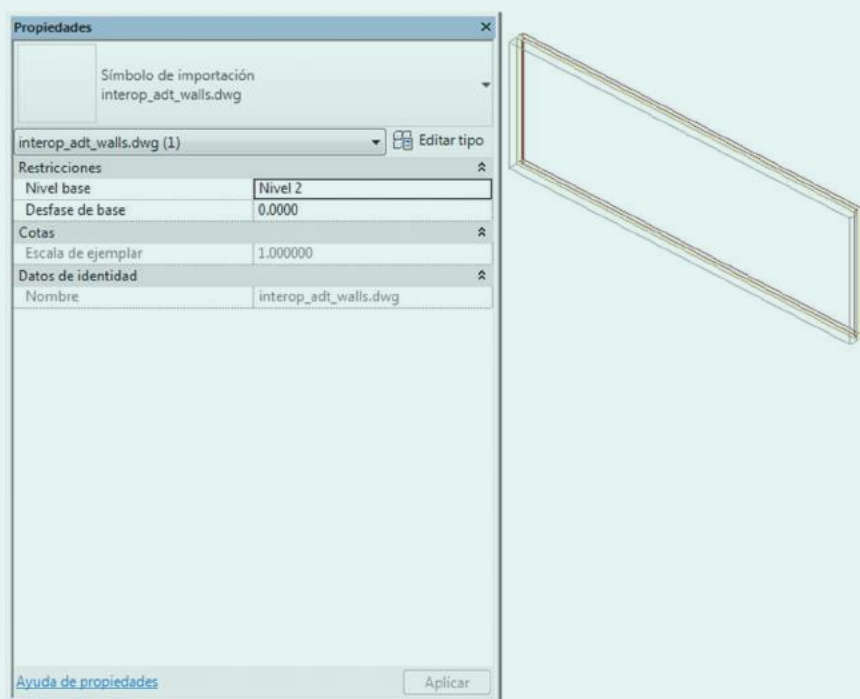 Propiedades
Símbolo de importación
interop_adt_walls.dwg
interop_adt_walls.dwg (1)
Editar tipo
Restricciones
Nivel base Nivel 2
Desfase de base 0.0000
Cotas
Escala de ejemplar 1.000000
Datos de identidad
Nombre interop_adt_walls.dwg
Ayuda de propiedades
Aplicar